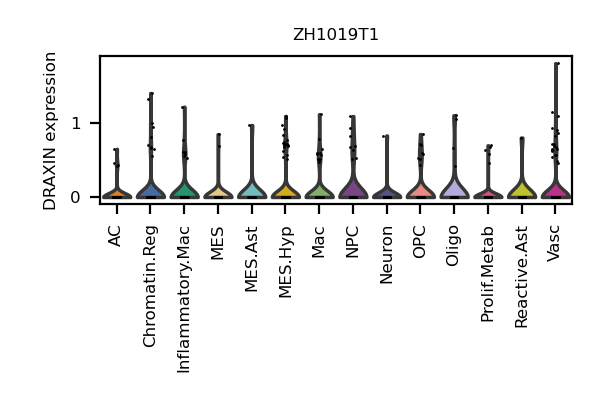 ZH1019T1
DRAXIN expression
1
0
AC
Chromatin.Reg
Inflammatory.Mac
MES
MES.Ast
MES.Hyp
Mac
NPC
Neuron
OPC
Oligo
Prolif.Metab
Reactive.Ast
Vasc